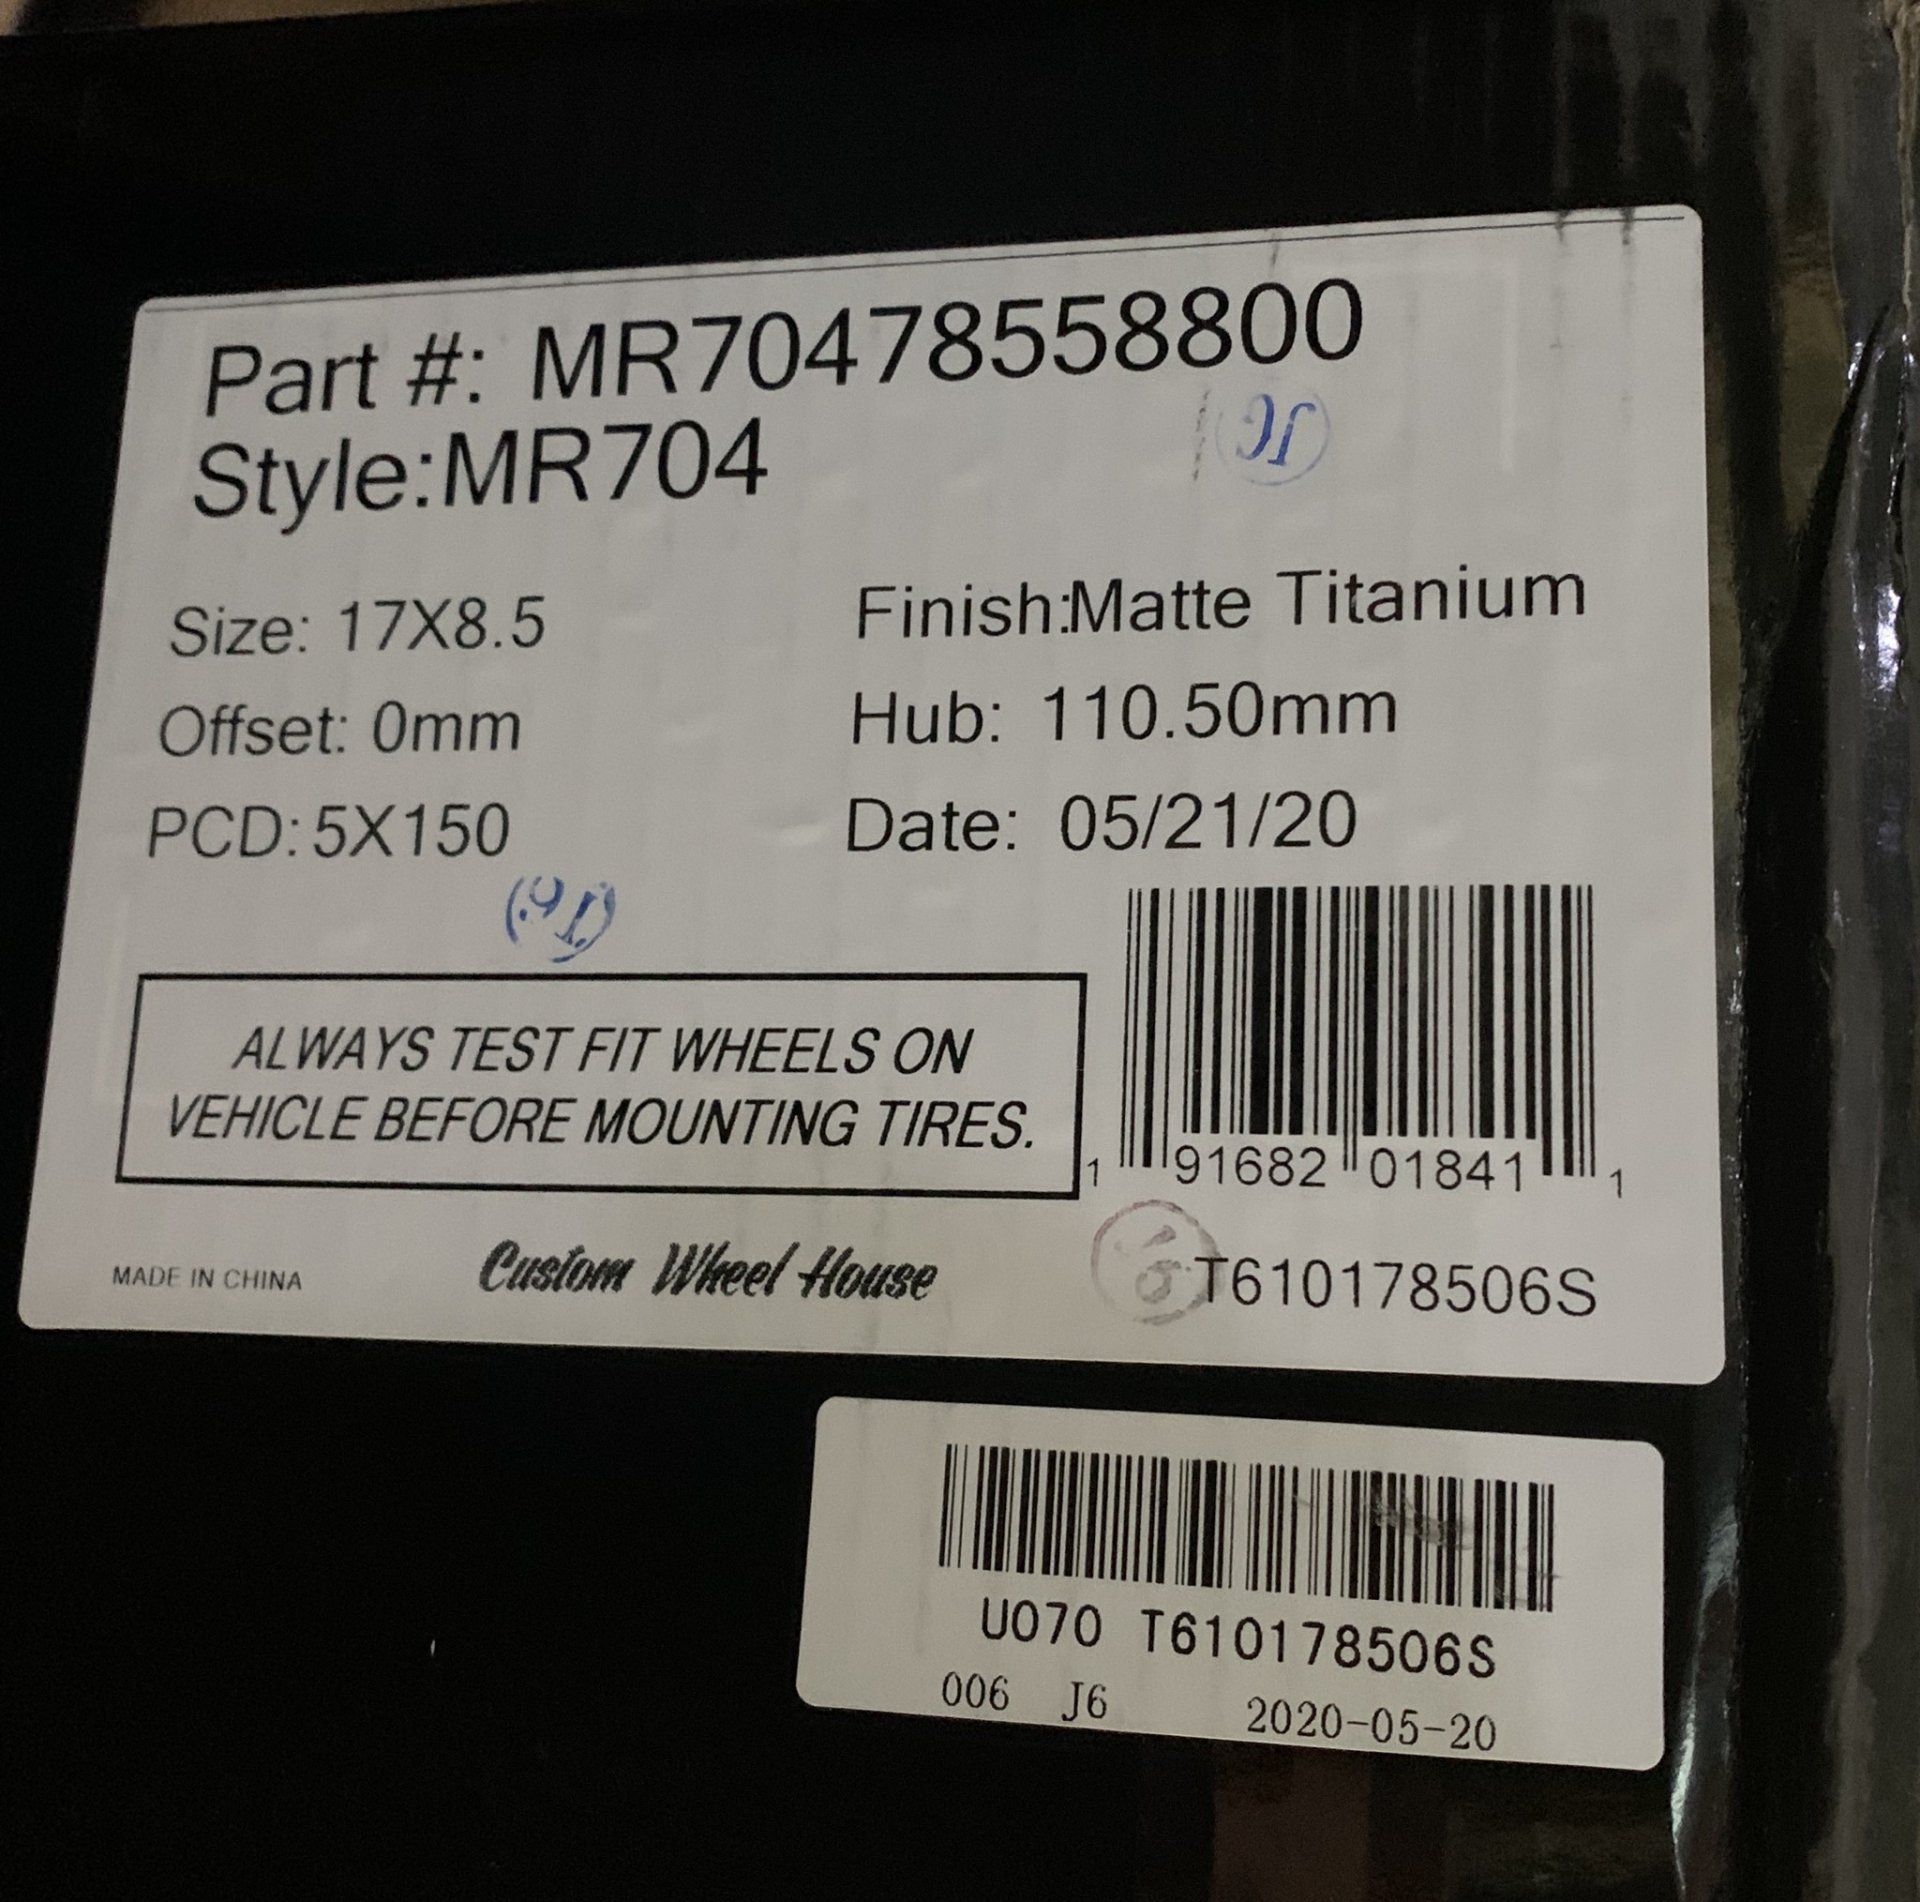 Part #: MR70478558800
Style:MR704
Size: 17X8.5
Finish:Matte Titanium
Offset: 0mm
Hub: 110.50mm
PCD:5X150
Date: 05/21/20
ALWAYS TEST FIT WHEELS ON
VEHICLE BEFORE MOUNTING TIRES.
1 91682 01841 1
MADE IN CHINA
Custom Wheel House
T610178506S
U070 T610178506S
006 J6 2020-05-20